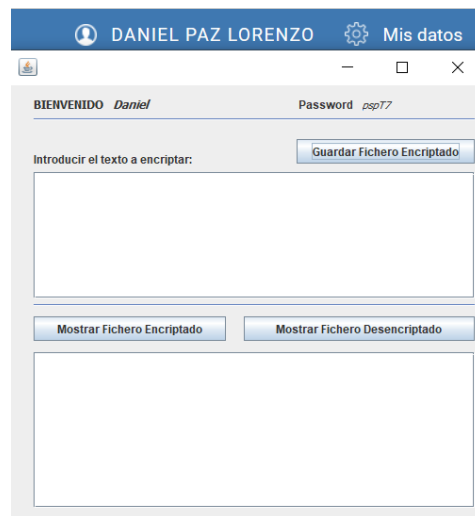 DANIEL PAZ LORENZO Mis datos
BIENVENIDO Daniel Password pspT7
Guardar Fichero Encriptado
Introducir el texto a encriptar:
Mostrar Fichero Encriptado Mostrar Fichero Desencriptado